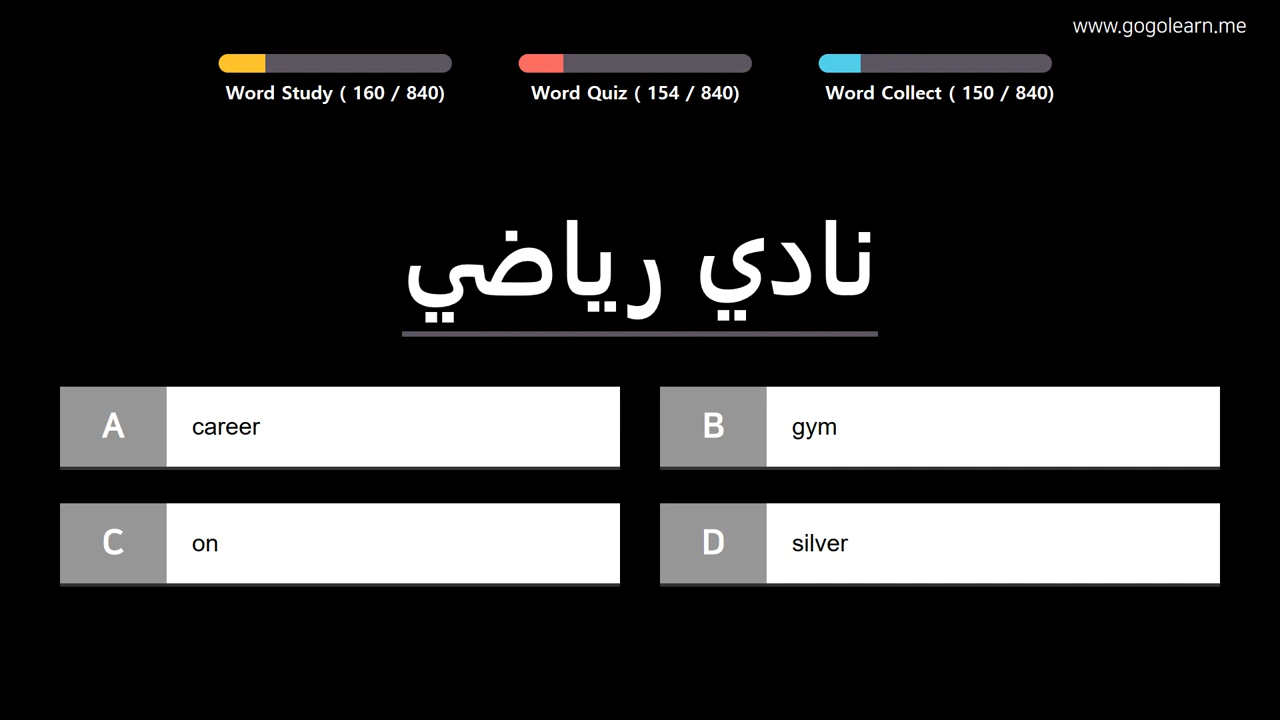 www.gogolearn.me
Word Study ( 160 / 840)
Word Quiz ( 154 / 840)
Word Collect ( 150 / 840)
نادي رياضي
A career
B gym
C on
D silver